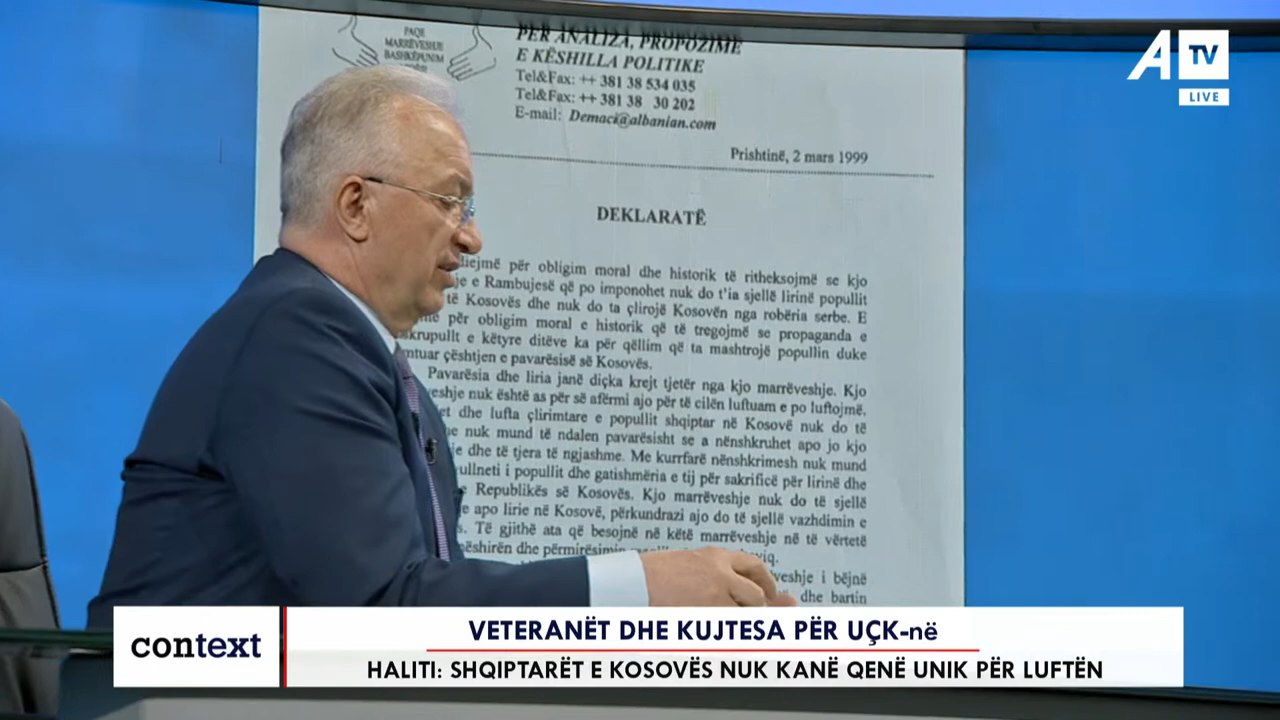 PAQE
MARRËVESHJE
BASHKËPUNIM
PËR ANALIZA, PROPOZIME
E KËSHILLA POLITIKE
Tel&Fax: ++ 381 38 534 035
Tel&Fax: ++ 381 38 30 202
E-mail: Demaci@albanian.com
Prishtinë, 2 mars 1999
DEKLARATË
për obligim moral dhe historik të ritheksojmë se kjo
e Rambujesë që po imponohet nuk do t'ia sjellë lirinë popullit
të Kosovës dhe nuk do ta çlirojë Kosovën nga robëria serbe. E
për obligim moral e historik që të tregojmë se propaganda e
e këtyre ditëve ka për qëllim që ta mashtrojë popullin duke
çështjen e pavarësisë së Kosovës.
Pavarësia dhe liria janë diçka krejt tjetër nga kjo marrëveshje. Kjo
nuk është as për së afërmi ajo për të cilën luftuam e po luftojmë.
dhe lufta çlirimtare e popullit shqiptar në Kosovë nuk do të
nuk mund të ndalen pavarësisht se a nënshkruhet apo jo kjo
dhe të tjera të ngjashme. Me kurrfarë nënshkrimesh nuk mund
i popullit dhe gatishmëria e tij për sakrificë për lirinë dhe
e Republikës së Kosovës. Kjo marrëveshje nuk do të sjellë
apo lirie në Kosovë, përkundrazi ajo do të sjellë vazhdimin e
Të gjithë ata që besojnë në këtë marrëveshje në të vërtetë
dhe përmirësimin
i bëjnë
dhe bartin
A TV
LIVE
context
VETERANËT DHE KUJTESA PËR UÇK-në
HALITI: SHQIPTARËT E KOSOVËS NUK KANË QENË UNIK PËR LUFTËN